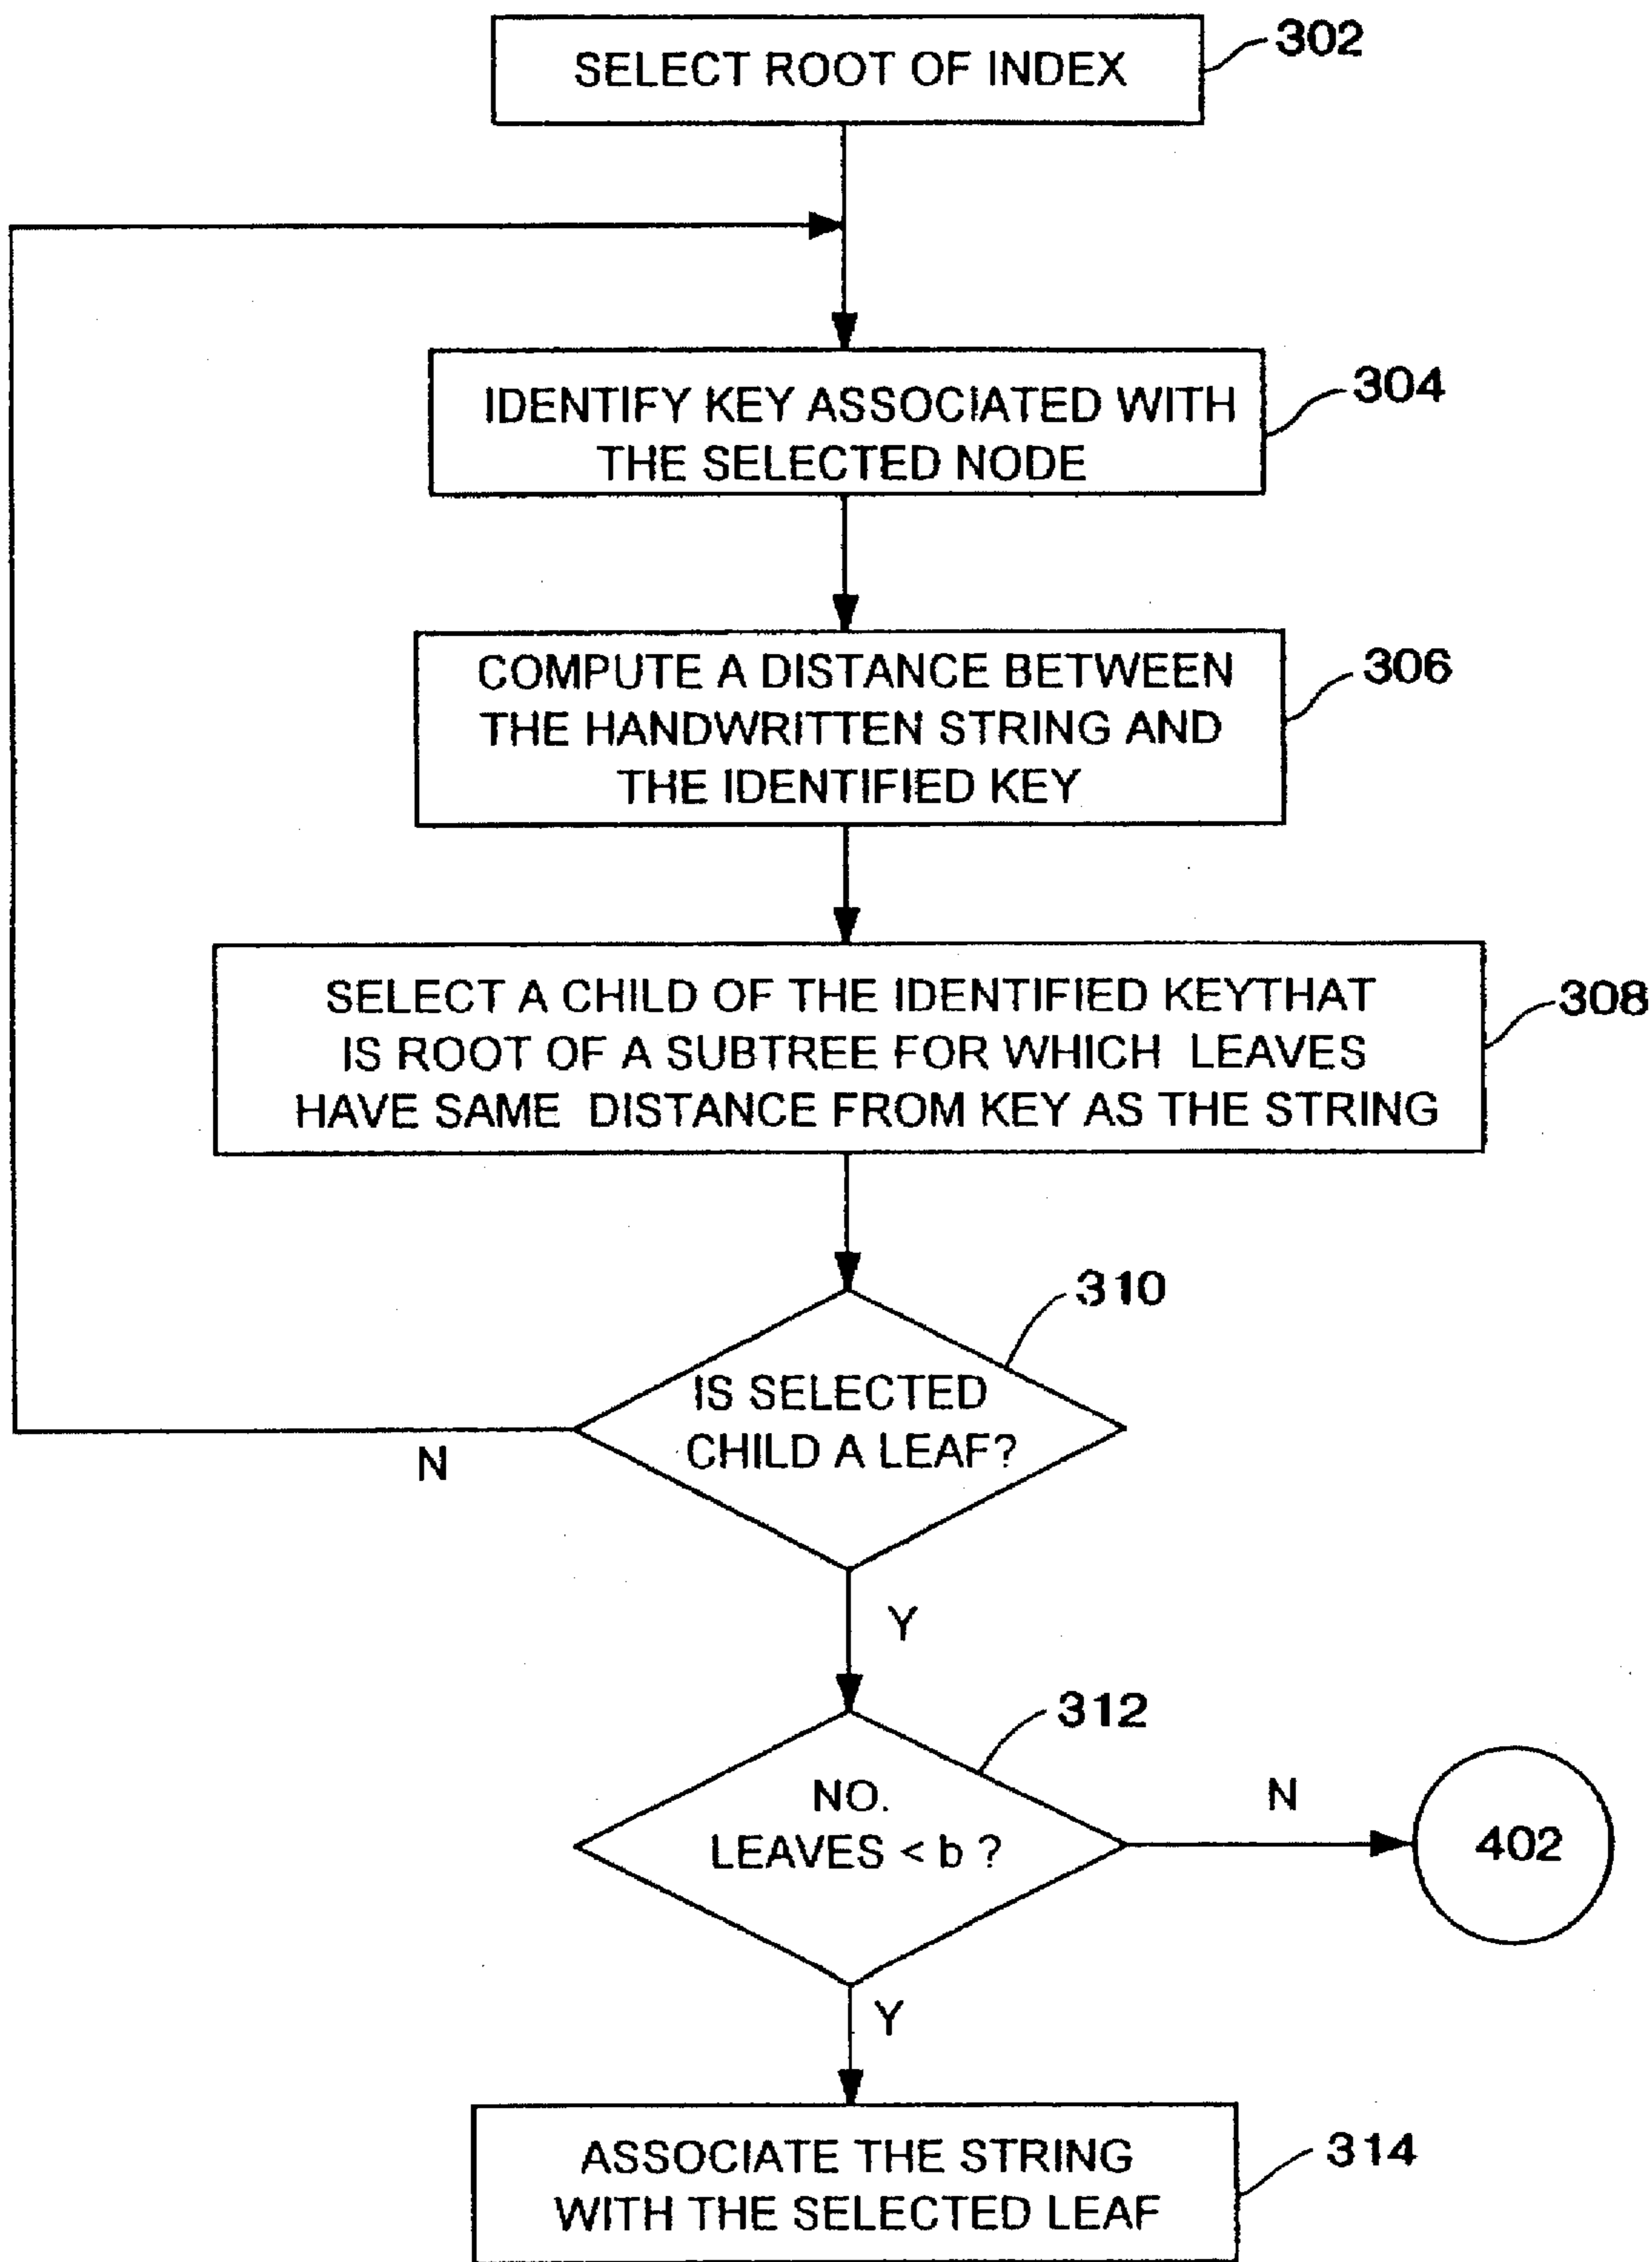 SELECT ROOT OF INDEX
302
IDENTIFY KEY ASSOCIATED WITH
THE SELECTED NODE
304
COMPUTE A DISTANCE BETWEEN
THE HANDWRITTEN STRING AND
THE IDENTIFIED KEY
306
SELECT A CHILD OF THE IDENTIFIED KEYTHAT
IS ROOT OF A SUBTREE FOR WHICH LEAVES
HAVE SAME DISTANCE FROM KEY AS THE STRING
308
310
IS SELECTED
CHILD A LEAF?
N
Y
312
NO.
LEAVES < b ?
N
402
Y
ASSOCIATE THE STRING
WITH THE SELECTED LEAF
314